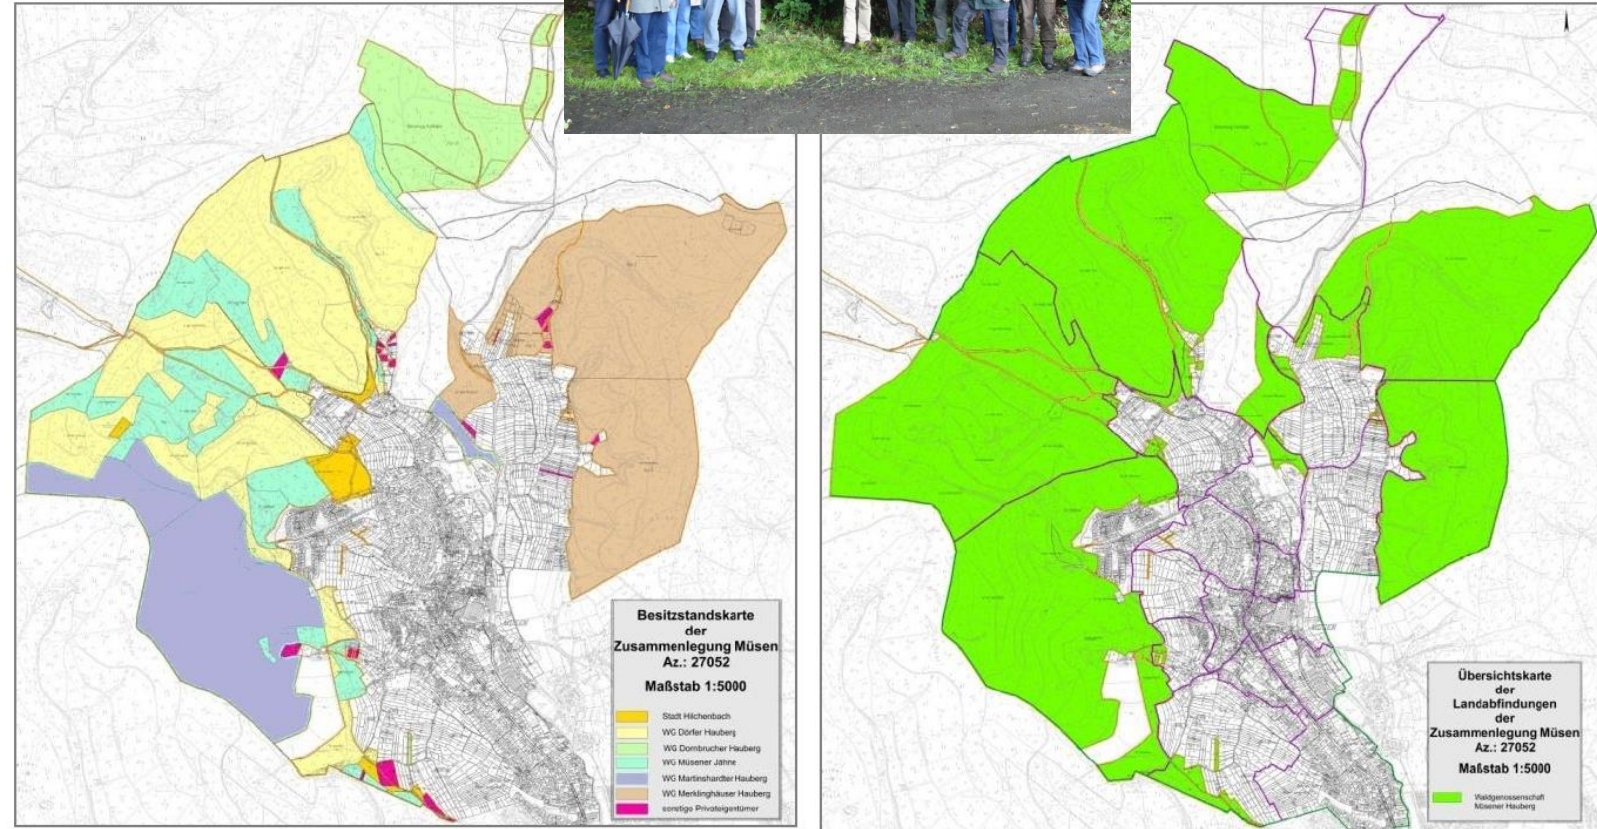 Besitzstandskarte
der
Zusammenlegung Müsen
Az.: 27052
Maßstab 1:5000
Stadt Hilchenbach
WG Dörfer Hauberg
WG Dornbrucher Hauberg
WG Müsener Jähne
WG Martinshardter Hauberg
WG Merklinghäuser Hauberg
sonstige Privateigentümer
Übersichtskarte
der
Landabfindungen
der
Zusammenlegung Müsen
Az.: 27052
Maßstab 1:5000
Waldgenossenschaft
Müsener Hauberg